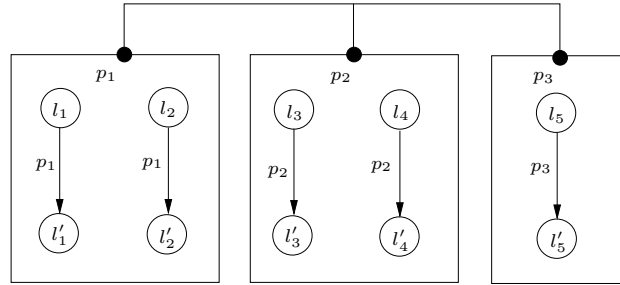 p₁ p₂ p₃
l₁ l₂ l₃ l₄ l₅
p₁ p₁ p₂ p₂ p₃
l′₁ l′₂ l′₃ l′₄ l′₅